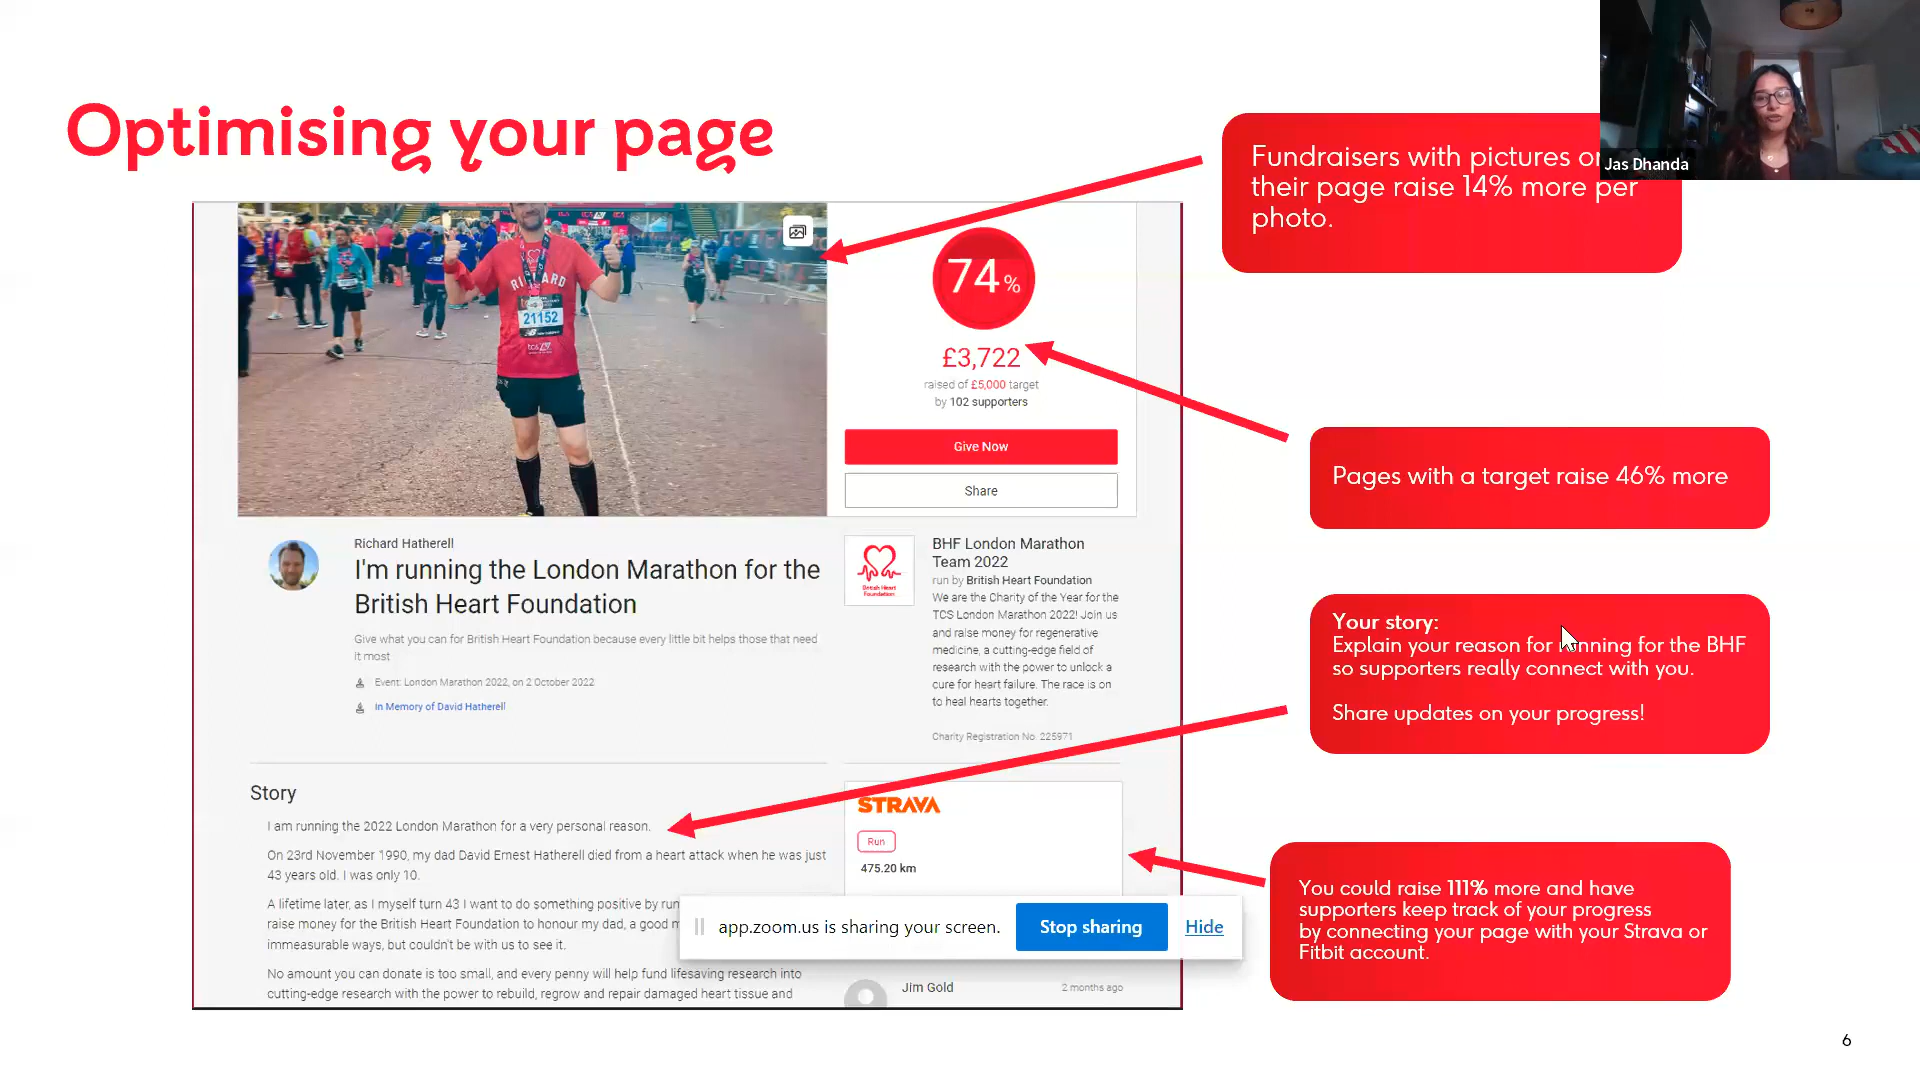 Optimising your page
Jas Dhanda
Fundraisers with pictures
their page raise 14% more per
photo.
21152
tcs
74%
£3,722
raised of £5,000 target
by 102 supporters
Give Now
Share
Pages with a target raise 46% more
Richard Hatherell
I'm running the London Marathon for the
British Heart Foundation
Give what you can for British Heart Foundation because every little bit helps those that need
it most
Event: London Marathon 2022, on 2 October 2022
In Memory of David Hatherell
British Heart
Foundation
BHF London Marathon
Team 2022
run by British Heart Foundation
We are the Charity of the Year for the
TCS London Marathon 2022! Join us
and raise money for regenerative
medicine, a cutting-edge field of
research with the power to unlock a
cure for heart failure. The race is on
to heal hearts together.
Charity Registration No. 225971
Your story:
Explain your reason for running for the BHF
so supporters really connect with you.
Share updates on your progress!
Story
I am running the 2022 London Marathon for a very personal reason.
On 23rd November 1990, my dad David Ernest Hatherell died from a heart attack when he was just
43 years old. I was only 10.
A lifetime later, as I myself turn 43 I want to do something positive by
raise money for the British Heart Foundation to honour my dad, a good
immeasurable ways, but couldn't be with us to see it.
No amount you can donate is too small, and every penny will help fund lifesaving research into
cutting-edge research with the power to rebuild, regrow and repair damaged heart tissue and
STRAVA
Run
475.20 km
app.zoom.us is sharing your screen.
Stop sharing
Hide
Jim Gold
2 months ago
You could raise 111% more and have
supporters keep track of your progress
by connecting your page with your Strava or
Fitbit account.
6